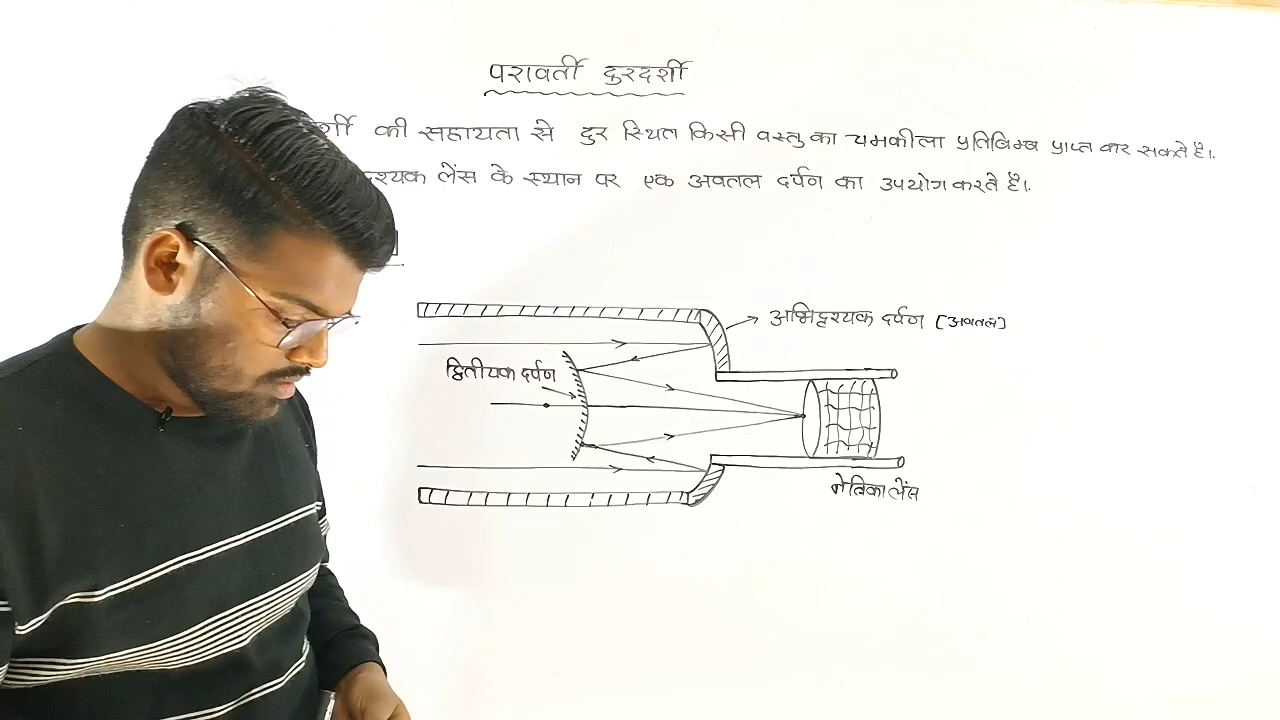 परावर्ती दुरदर्शी
की सहायता से दुर स्थित किसी वस्तु का चमकीला प्रतिबिम्ब प्राप्त कर सकते है।
लेंस के स्थान पर एक अवतल दर्पण का उपयोग करते है।
अभिदृश्यक दर्पण (अवतल)
द्वितीयक दर्पण
नेत्रिका लेंस